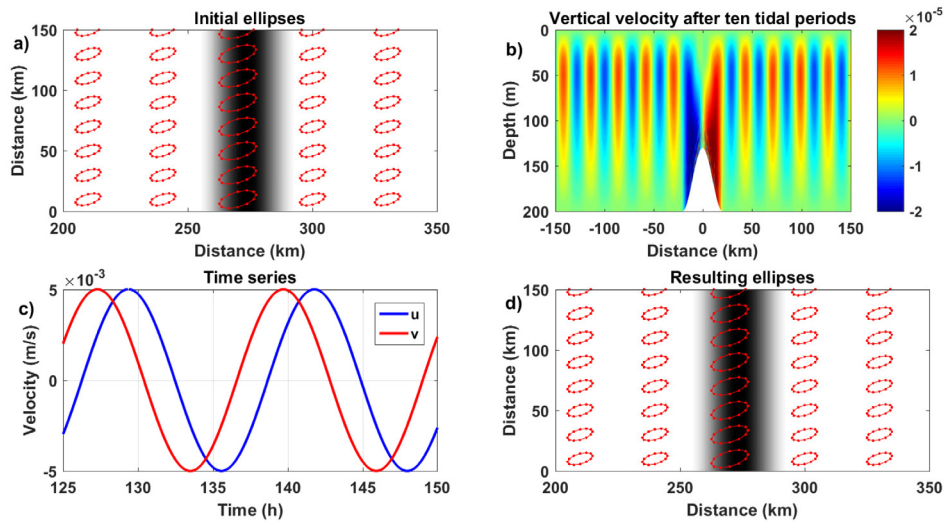 Initial ellipses
a)
Distance (km)
150
100
50
0
200
250
300
350
Distance (km)
Vertical velocity after ten tidal periods
b)
Depth (m)
0
50
100
150
200
-150
-100
-50
0
50
100
150
Distance (km)
×10⁻⁵
2
1
0
-1
-2
Time series
×10⁻³
c)
Velocity (m/s)
5
0
-5
u
v
125
130
135
140
145
150
Time (h)
Resulting ellipses
d)
Distance (km)
150
100
50
0
200
250
300
350
Distance (km)